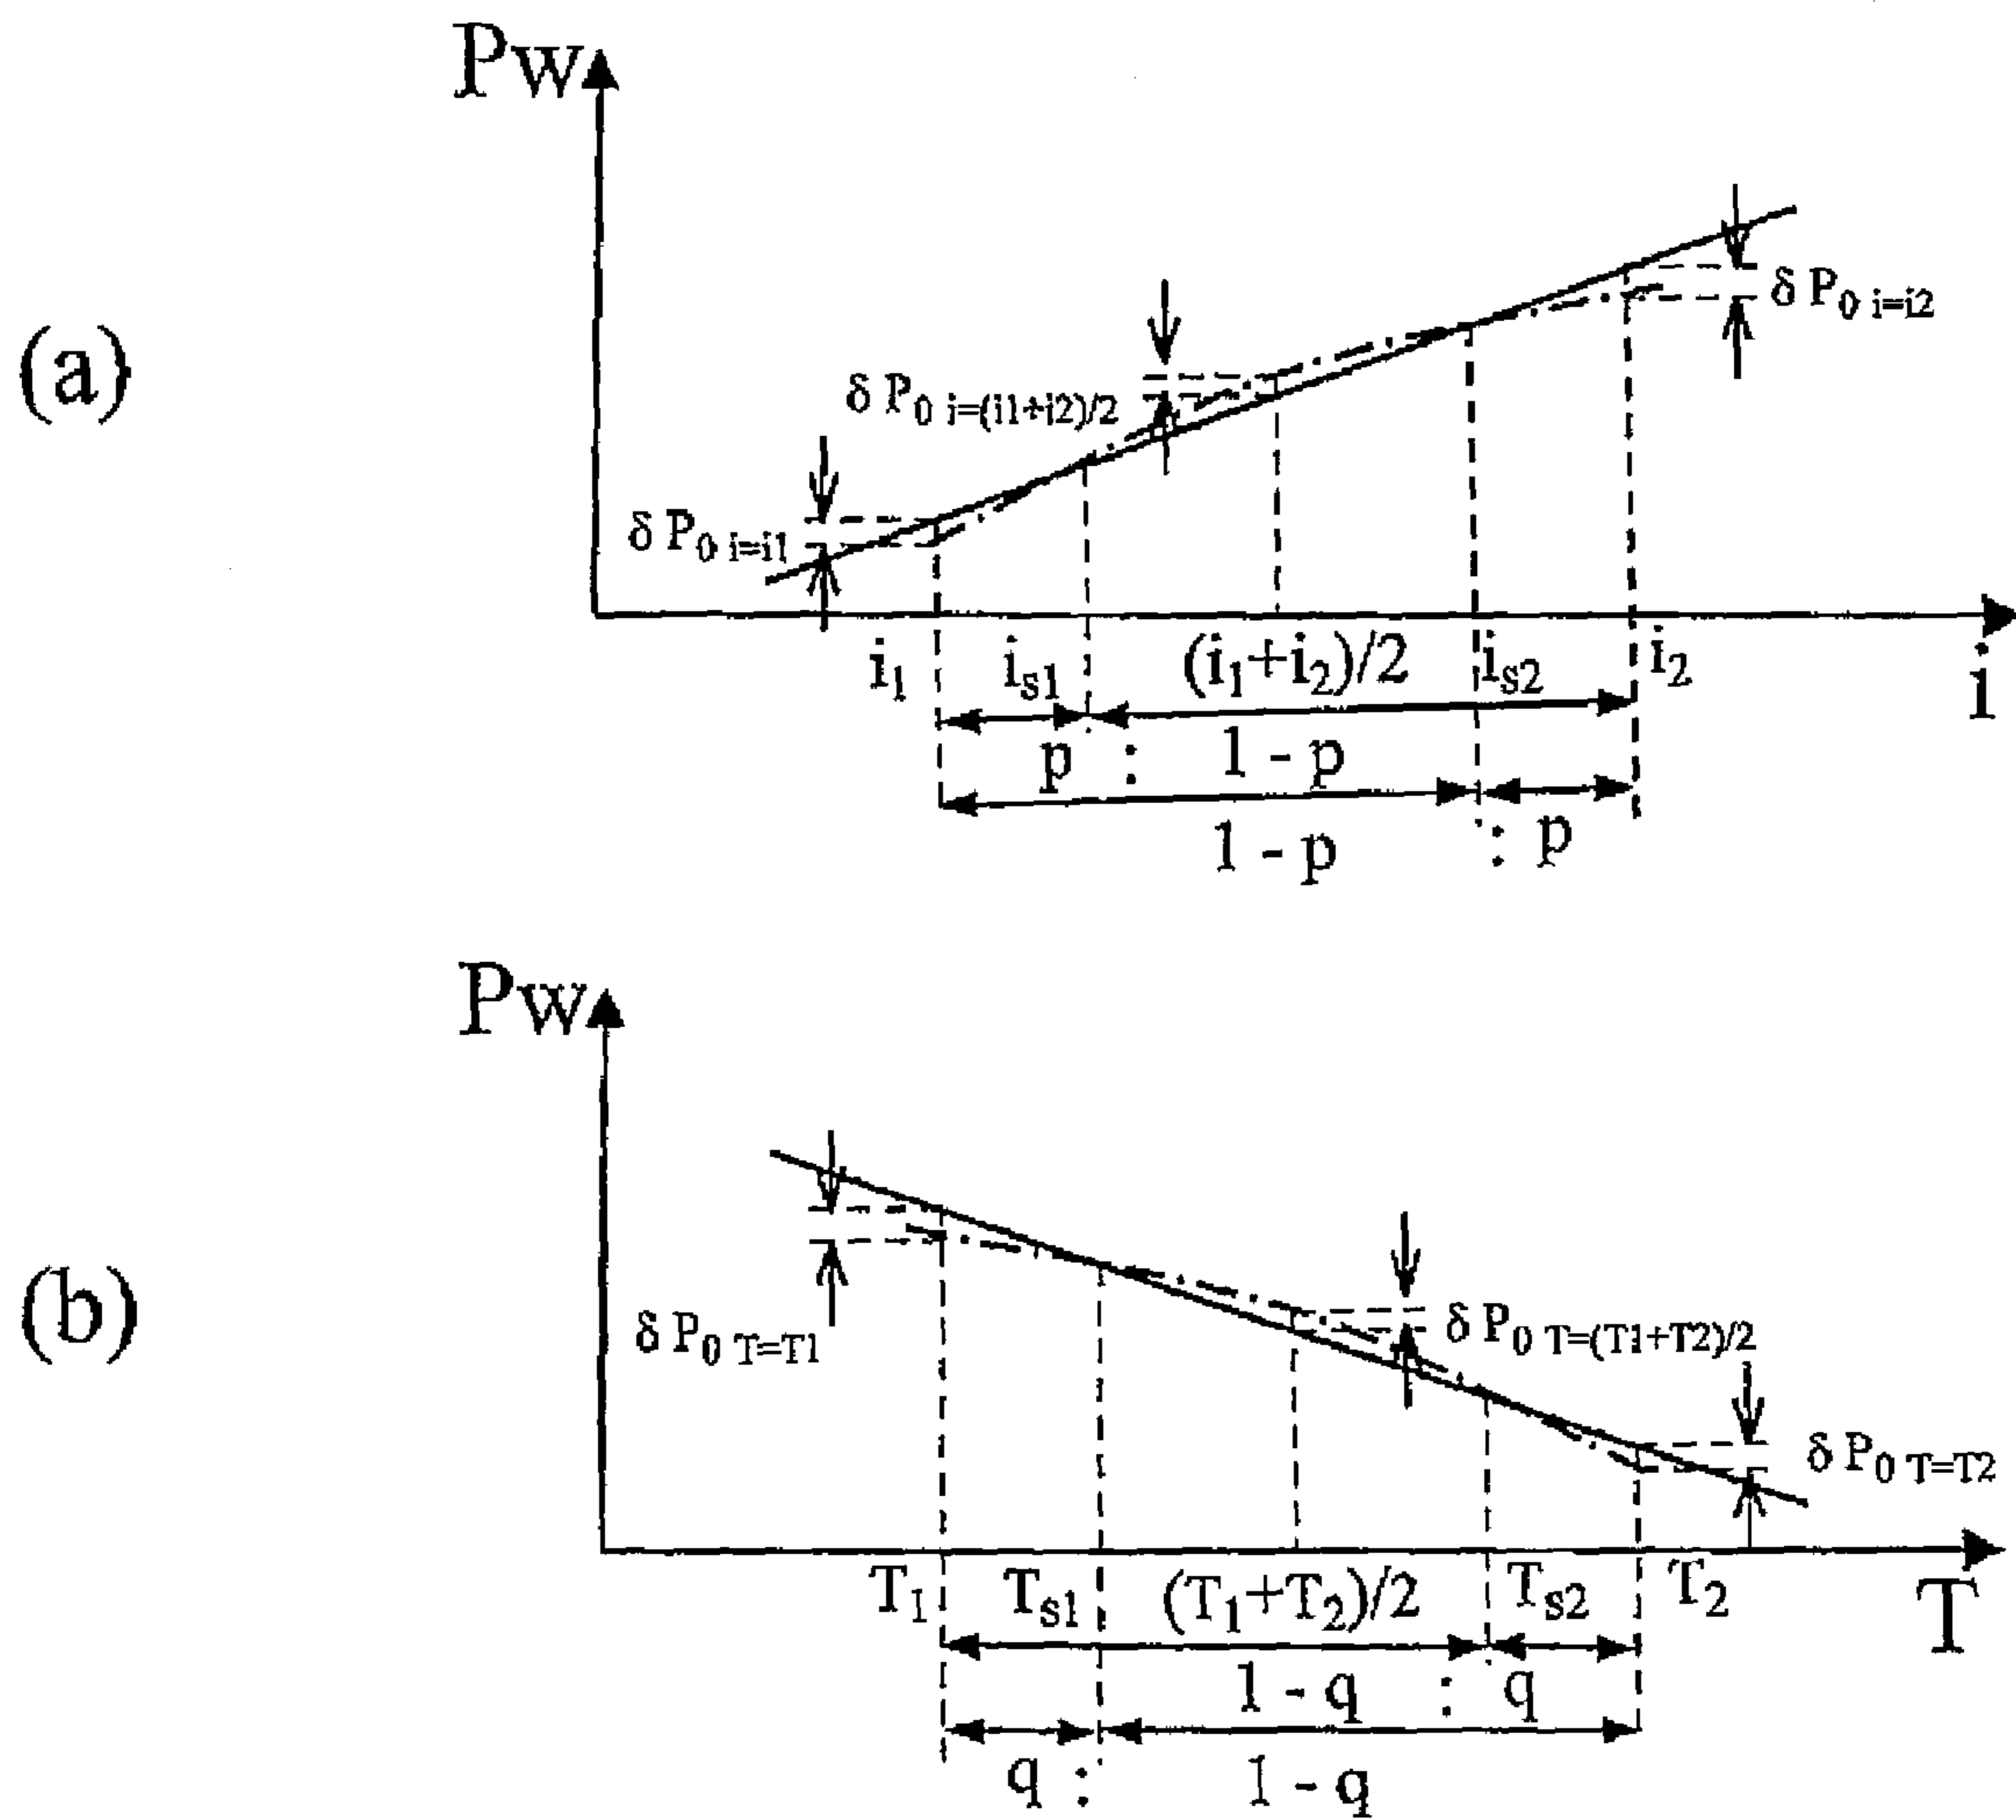 Pw
(a)
δ P₀ i=i2
δ P₀ i=(i1+i2)/2
δ P₀ i=i1
i₁ iₛ₁ (i₁+i₂)/2 iₛ₂ i₂
i
p : 1 - p
1 - p : p
Pw
(b)
δ P₀ T=T1
δ P₀ T=(T1+T2)/2
δ P₀ T=T2
T₁ Tₛ₁ (T₁+T₂)/2 Tₛ₂ T₂
T
1 - q : q
q : 1 - q